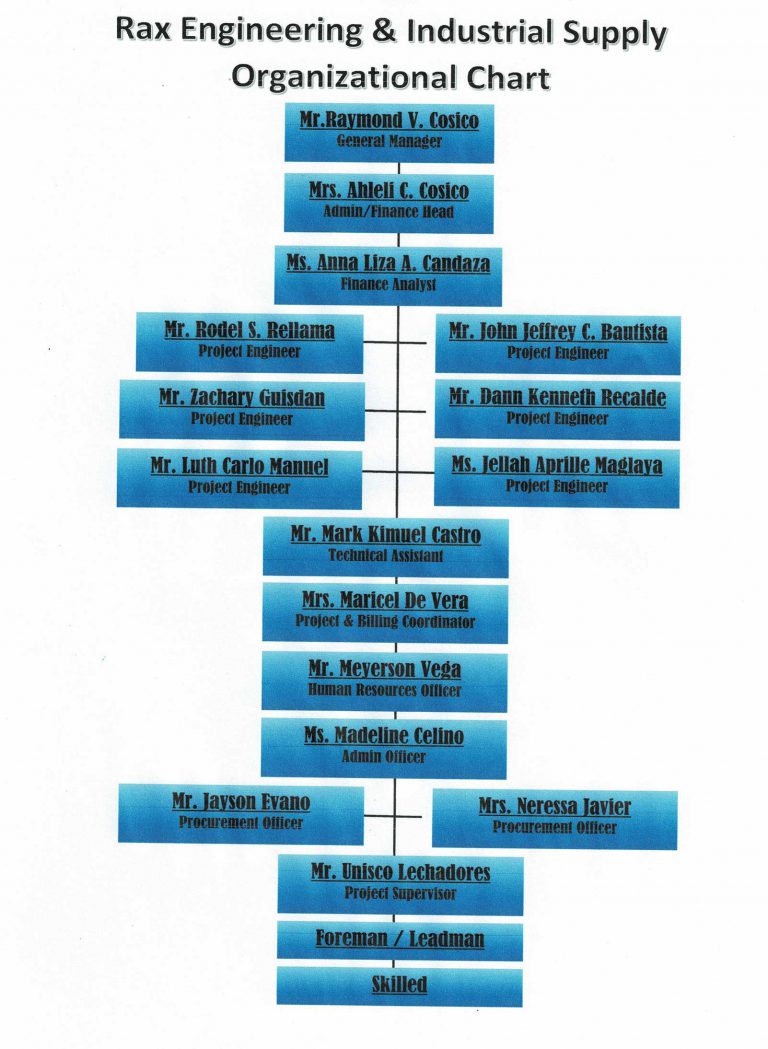 Rax Engineering & Industrial Supply
Organizational Chart
Mr.Raymond V. Cosico
General Manager
Mrs. Ahleli C. Cosico
Admin/Finance Head
Ms. Anna Liza A. Candaza
Finance Analyst
Mr. Rodel S. Rellama
Project Engineer
Mr. John Jeffrey C. Bautista
Project Engineer
Mr. Zachary Guisdan
Project Engineer
Mr. Dann Kenneth Recalde
Project Engineer
Mr. Luth Carlo Manuel
Project Engineer
Ms. Jellah Aprille Maglaya
Project Engineer
Mr. Mark Kimuel Castro
Technical Assistant
Mrs. Maricel De Vera
Project & Billing Coordinator
Mr. Meyerson Vega
Human Resources Officer
Ms. Madeline Celino
Admin Officer
Mr. Jayson Evano
Procurement Officer
Mrs. Neressa Javier
Procurement Officer
Mr. Unisco Lechadores
Project Supervisor
Foreman / Leadman
Skilled